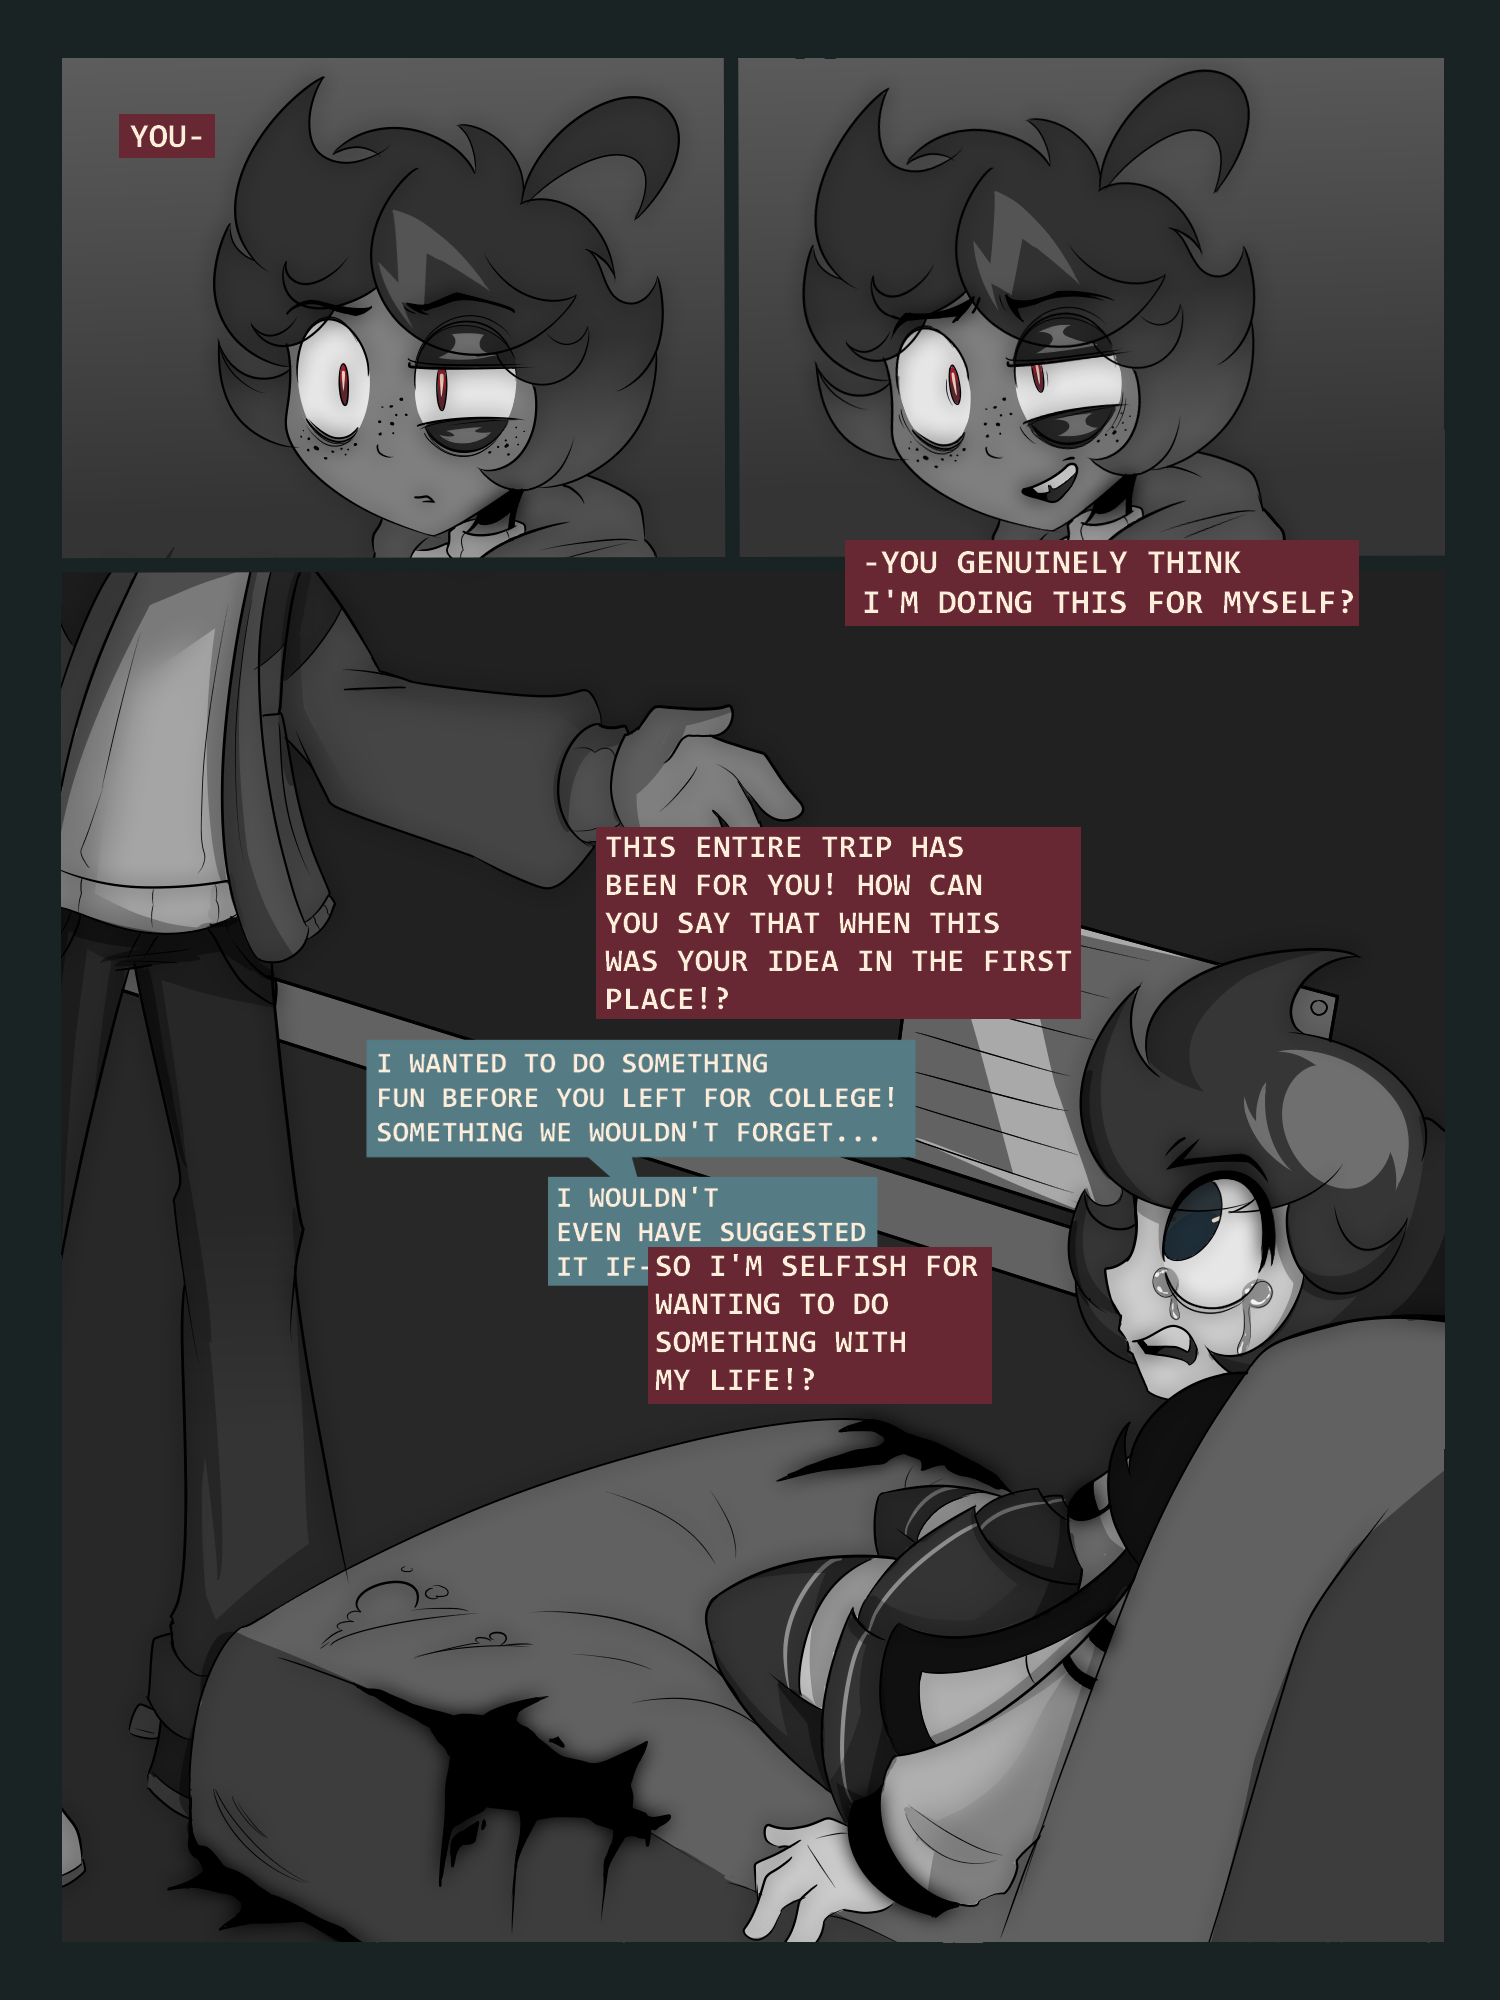 YOU-
-YOU GENUINELY THINK
I'M DOING THIS FOR MYSELF?
THIS ENTIRE TRIP HAS
BEEN FOR YOU! HOW CAN
YOU SAY THAT WHEN THIS
WAS YOUR IDEA IN THE FIRST
PLACE!?
I WANTED TO DO SOMETHING
FUN BEFORE YOU LEFT FOR COLLEGE!
SOMETHING WE WOULDN'T FORGET...
I WOULDN'T
EVEN HAVE SUGGESTED
IT IF-
SO I'M SELFISH FOR
WANTING TO DO
SOMETHING WITH
MY LIFE!?